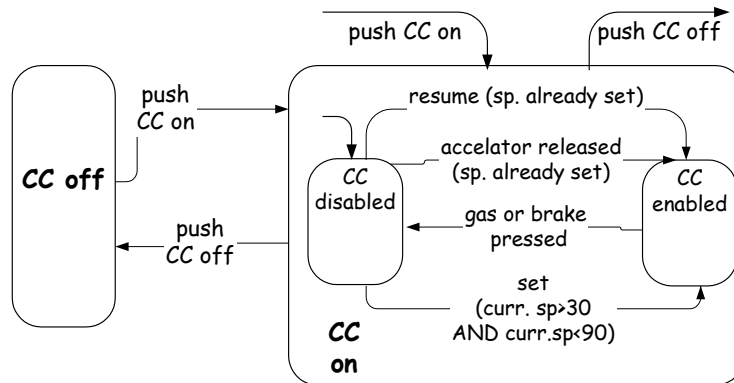 push CC on
push CC off
resume (sp. already set)
push
CC on
accelator released
(sp. already set)
CC off
CC
disabled
CC
enabled
gas or brake
pressed
push
CC off
set
(curr. sp>30
AND curr.sp<90)
CC
on